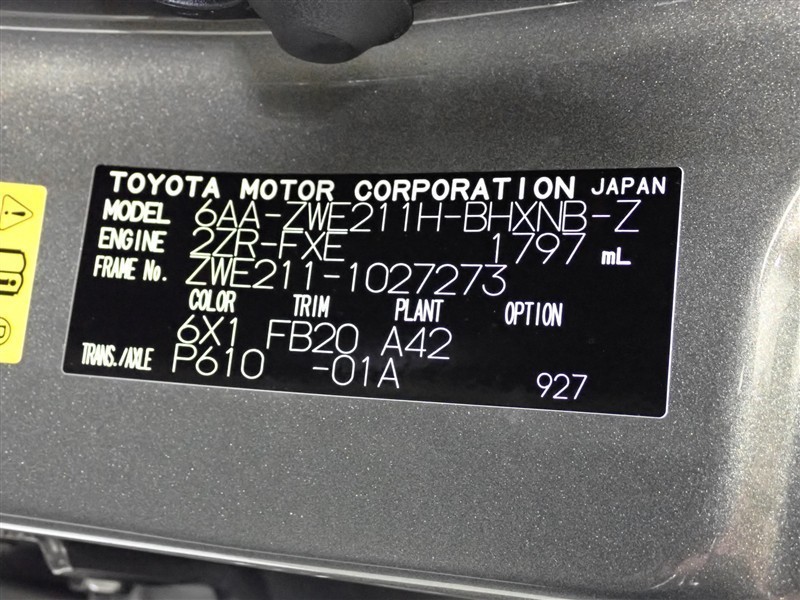 TOYOTA MOTOR CORPORATION JAPAN
MODEL 6AA-ZWE211H-BHXNB-Z
ENGINE 2ZR-FXE 1797 mL
FRAME No. ZWE211-1027273
COLOR TRIM PLANT OPTION
6X1 FB20 A42
TRANS./AXLE P610 -01A 927